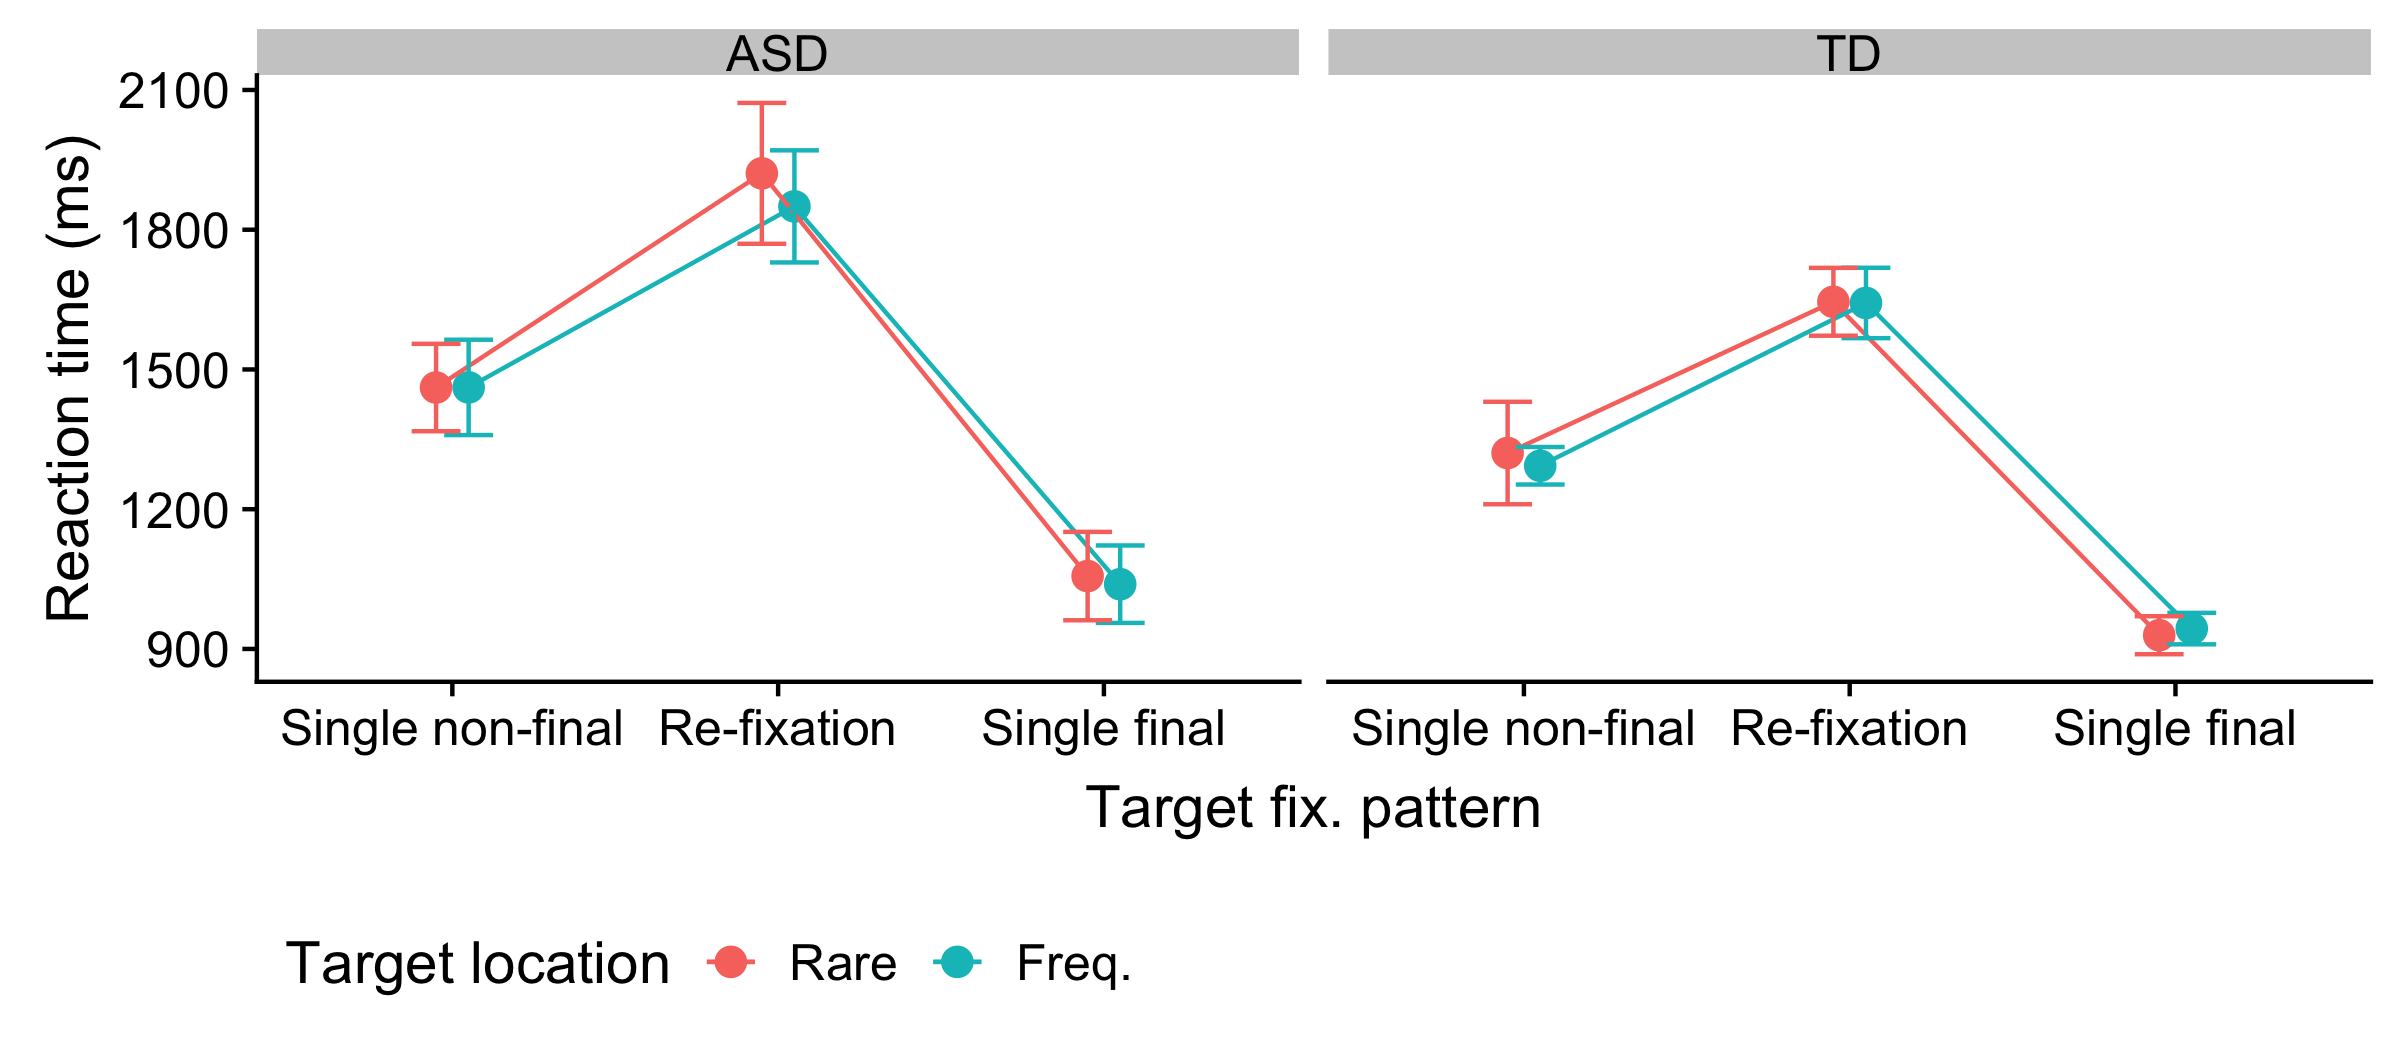 ASD
TD
Reaction time (ms)
2100
1800
1500
1200
900
Single non-final Re-fixation Single final
Single non-final Re-fixation Single final
Target fix. pattern
Target location Rare Freq.